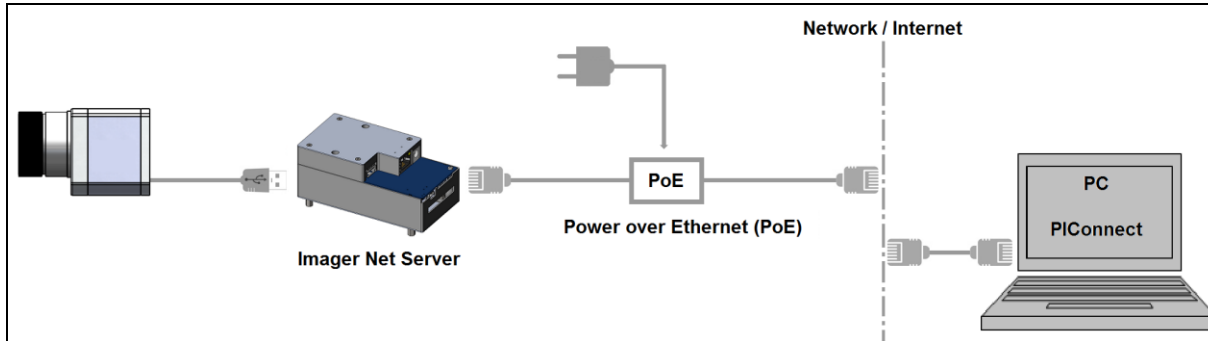 Network / Internet
PoE
Power over Ethernet (PoE)
Imager Net Server
PC
PIConnect